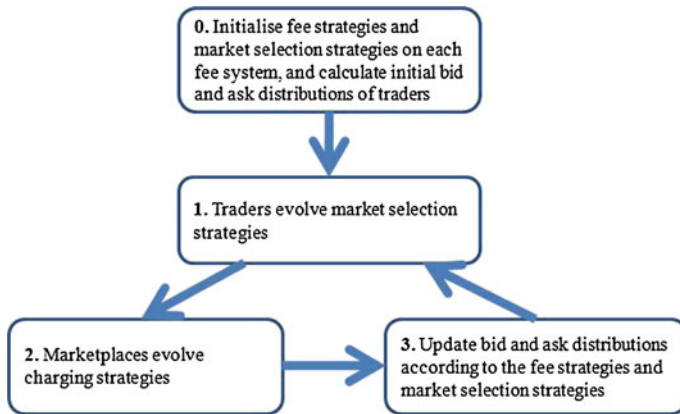 0. Initialise fee strategies and
market selection strategies on each
fee system, and calculate initial bid
and ask distributions of traders
1. Traders evolve market selection
strategies
2. Marketplaces evolve
charging strategies
3. Update bid and ask distributions
according to the fee strategies and
market selection strategies